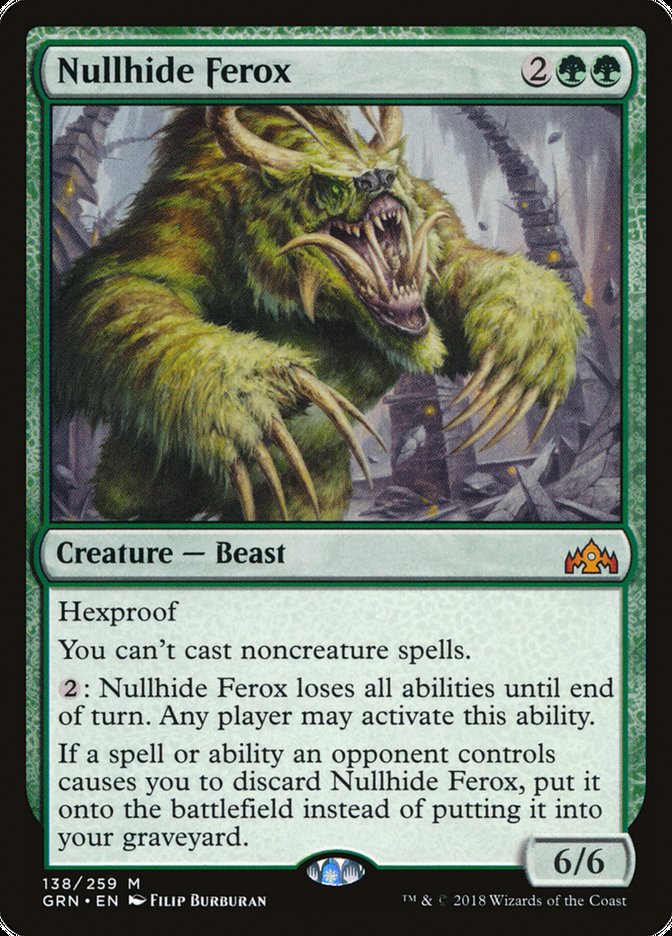 Nullhide Ferox 2
Creature — Beast
Hexproof
You can't cast noncreature spells.
2: Nullhide Ferox loses all abilities until end
of turn. Any player may activate this ability.
If a spell or ability an opponent controls
causes you to discard Nullhide Ferox, put it
onto the battlefield instead of putting it into
your graveyard.
6/6
138/259 M
GRN • EN Filip Burburan
™ & © 2018 Wizards of the Coast